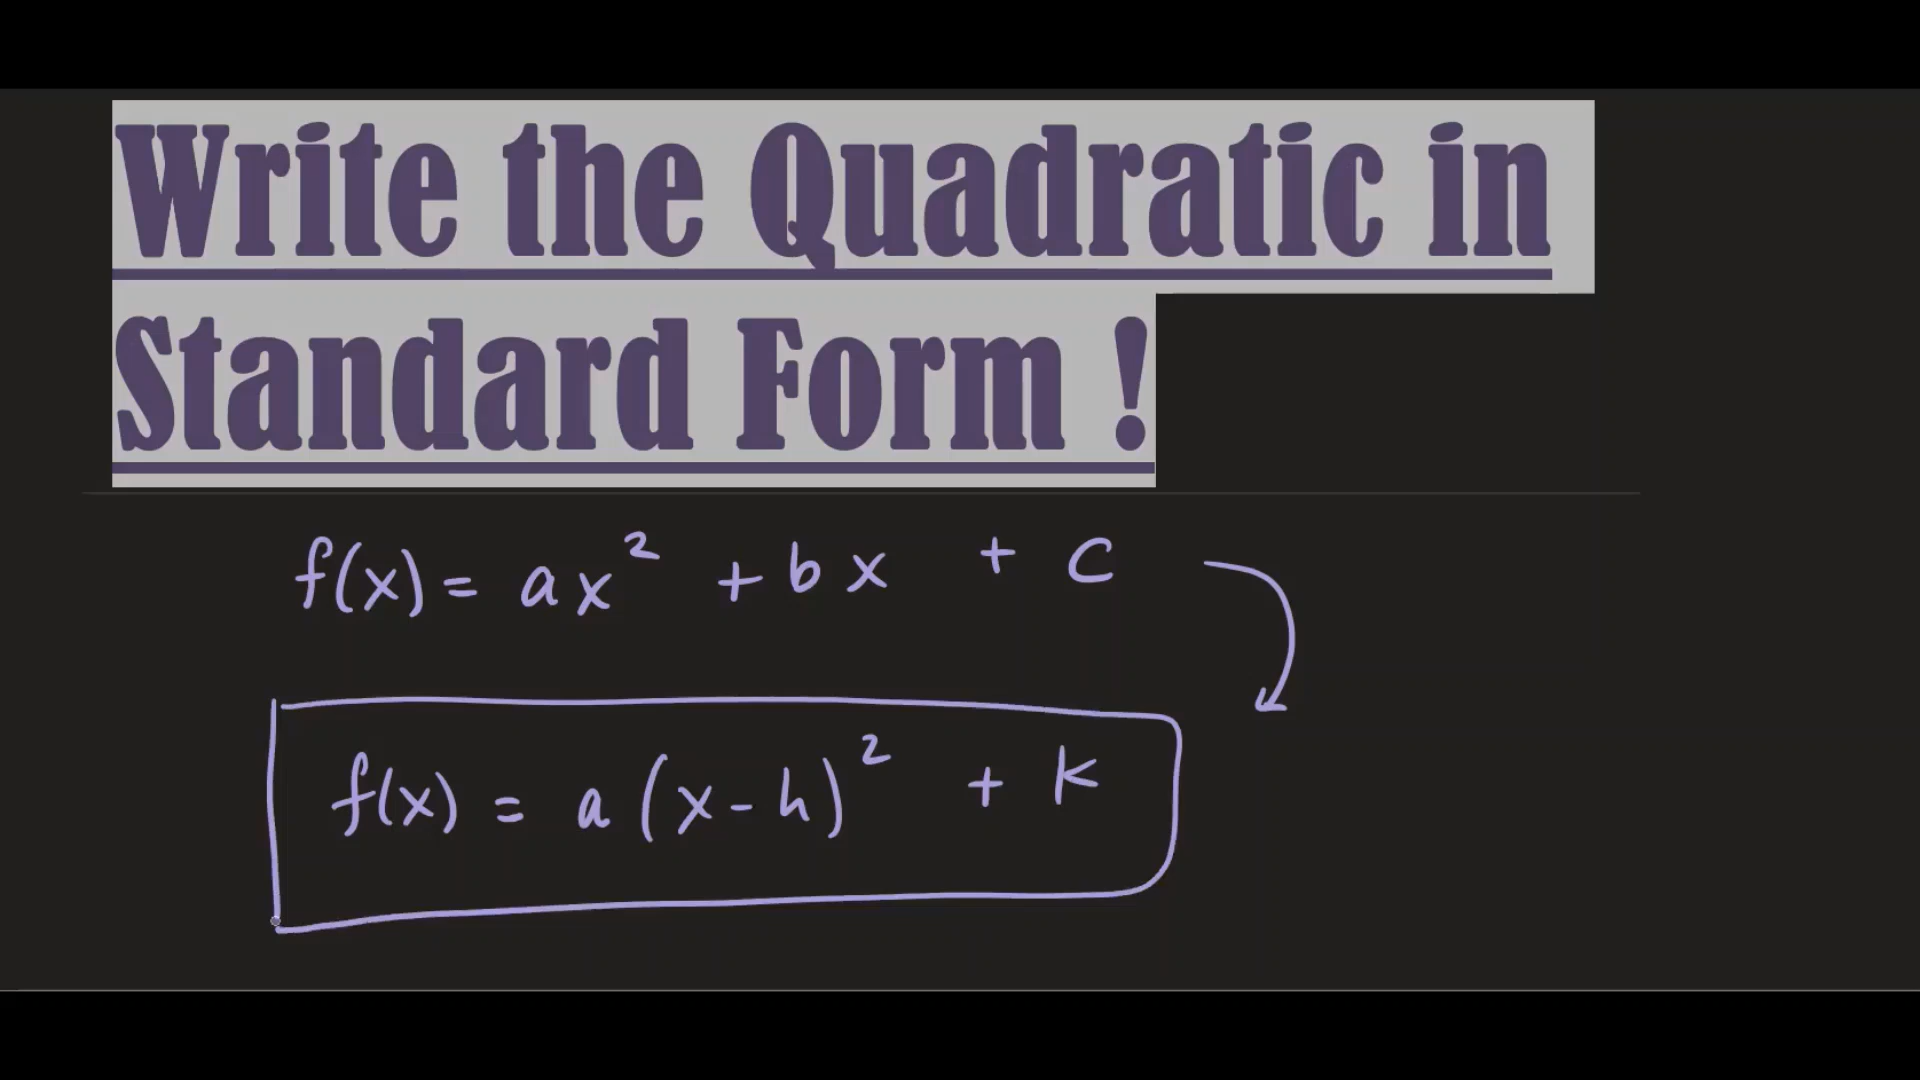 Write the Quadratic in
Standard Form !
f(x) = ax² + bx + c
f(x) = a(x-h)² + k